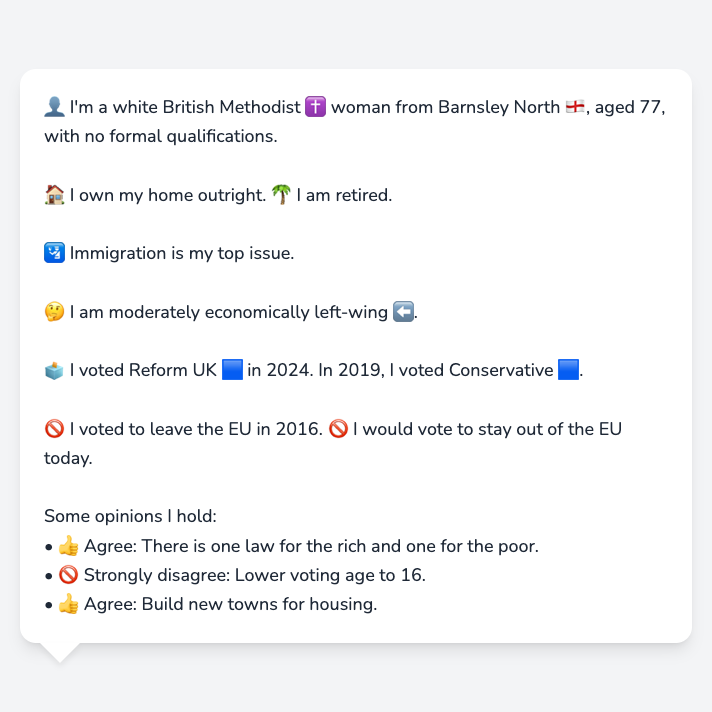 👤 I'm a white British Methodist ✝️ woman from Barnsley North 🏴󠁧󠁢󠁥󠁮󠁧󠁿, aged 77,
with no formal qualifications.
🏠 I own my home outright. 🌴 I am retired.
🛂 Immigration is my top issue.
🤔 I am moderately economically left-wing ⬅️.
🗳️ I voted Reform UK 🟦 in 2024. In 2019, I voted Conservative 🟦.
🚫 I voted to leave the EU in 2016. 🚫 I would vote to stay out of the EU
today.
Some opinions I hold:
• 👍 Agree: There is one law for the rich and one for the poor.
• 🚫 Strongly disagree: Lower voting age to 16.
• 👍 Agree: Build new towns for housing.